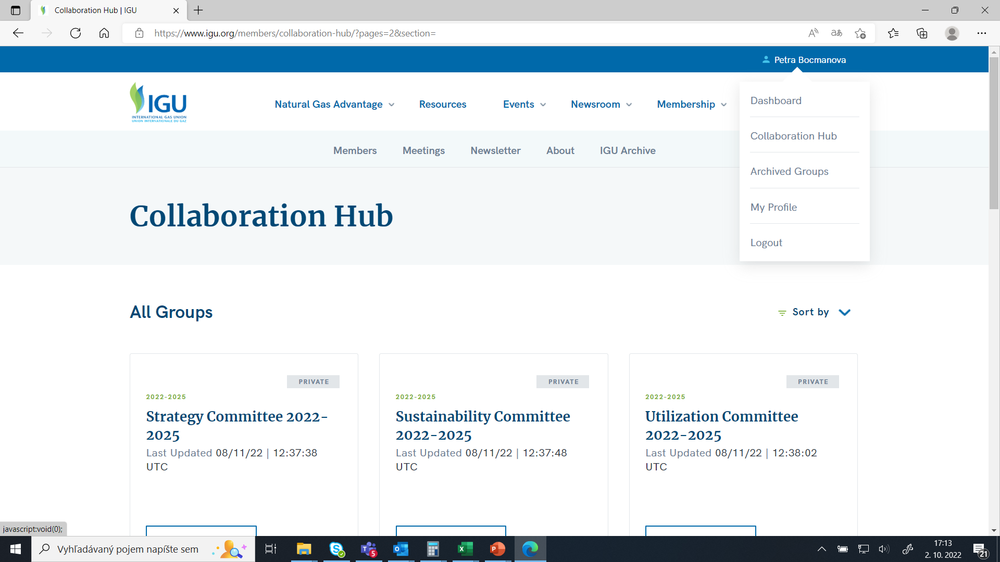 Collaboration Hub | IGU
https://www.igu.org/members/collaboration-hub/?pages=2&section=
Petra Bocmanova
IGU
INTERNATIONAL GAS UNION
UNION INTERNATIONALE DU GAZ
Natural Gas Advantage
Resources
Events
Newsroom
Membership
Dashboard
Collaboration Hub
Archived Groups
My Profile
Logout
Members
Meetings
Newsletter
About
IGU Archive
Collaboration Hub
All Groups
Sort by
PRIVATE
2022-2025
Strategy Committee 2022-
2025
Last Updated 08/11/22 | 12:37:38
UTC
PRIVATE
2022-2025
Sustainability Committee
2022-2025
Last Updated 08/11/22 | 12:37:48
UTC
PRIVATE
2022-2025
Utilization Committee
2022-2025
Last Updated 08/11/22 | 12:38:02
UTC
javascript:void(0);
Vyhľadávaný pojem napíšte sem
5
17:13
2. 10. 2022
21